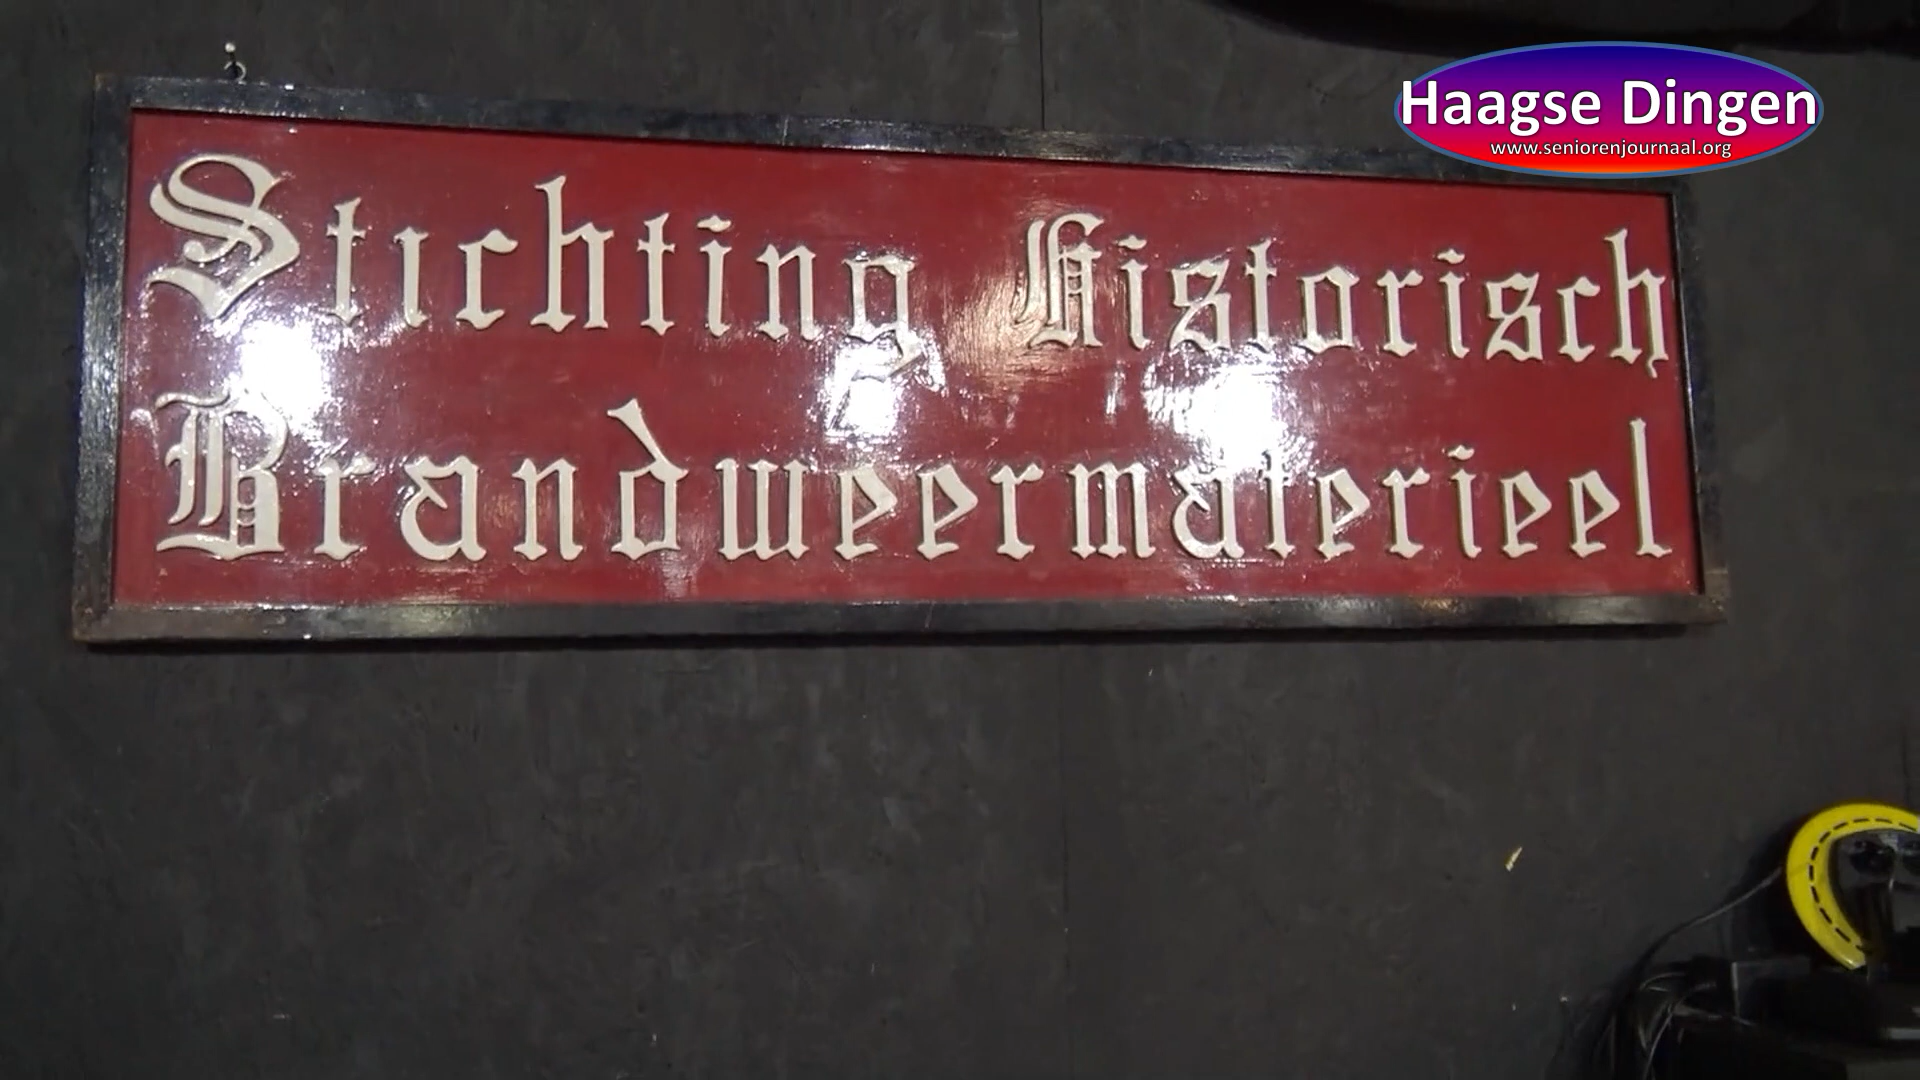 Haagse Dingen
www.seniorenjournaal.org
Stichting Historisch
Brandweermaterieel